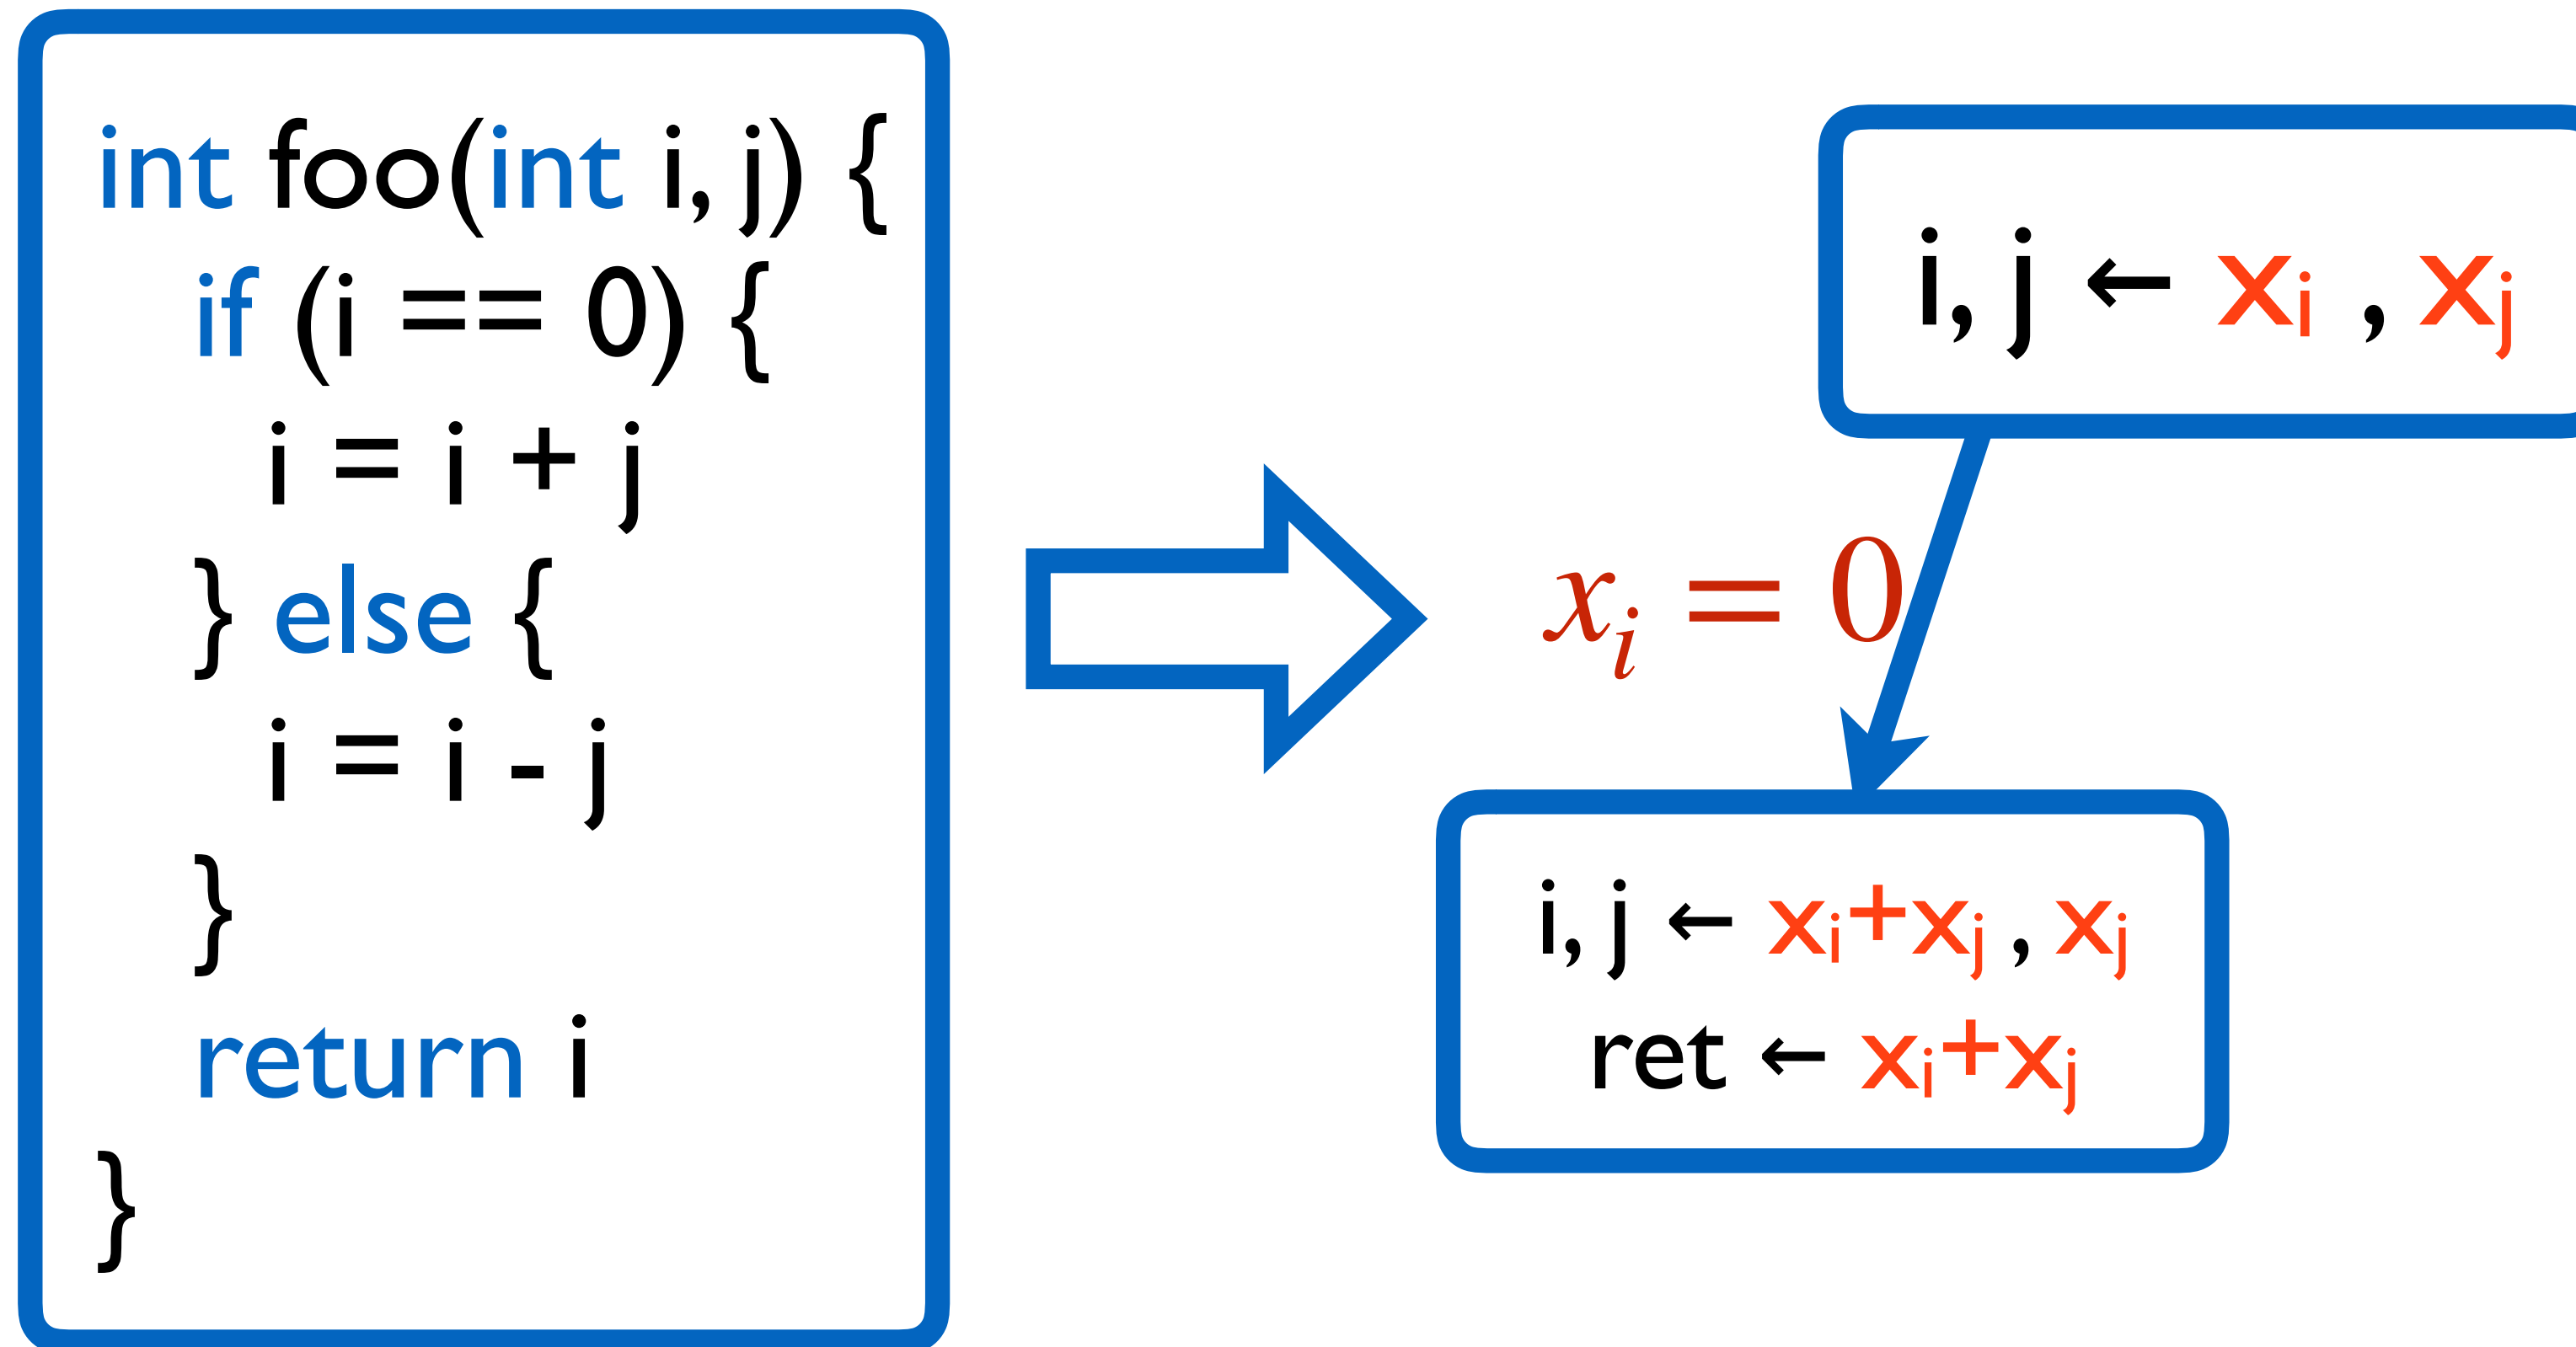 int foo(int i, j) {
if (i == 0) {
i = i + j
} else {
i = i - j
}
return i
}
i, j ← xᵢ , xⱼ
xᵢ = 0
i, j ← xᵢ+xⱼ , xⱼ
ret ← xᵢ+xⱼ